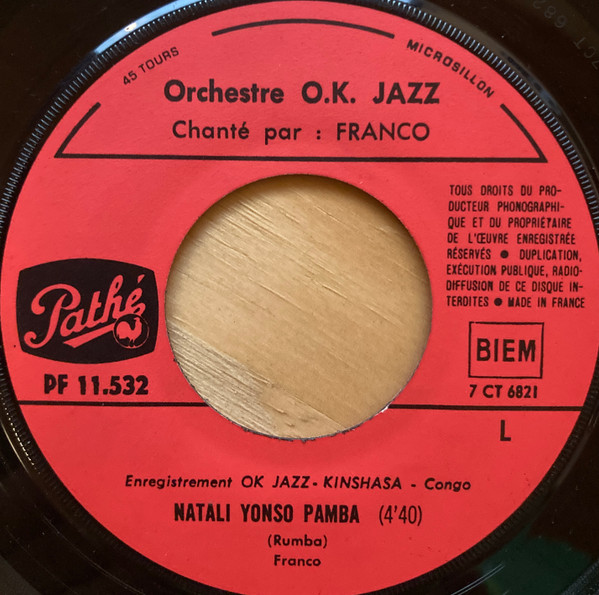 45 TOURS
MICROSILLON
Orchestre O.K. JAZZ
Chanté par : FRANCO
TOUS DROITS DU PRO-
DUCTEUR PHONOGRAPHI-
QUE ET DU PROPRIÉTAIRE
DE L'ŒUVRE ENREGISTRÉE
RÉSERVÉS ● DUPLICATION,
EXÉCUTION PUBLIQUE, RADIO-
DIFFUSION DE CE DISQUE IN-
TERDITES ● MADE IN FRANCE
Pathé
PF 11.532
BIEM
7 CT 6821
L
Enregistrement OK JAZZ - KINSHASA - Congo
NATALI YONSO PAMBA (4'40)
(Rumba)
Franco